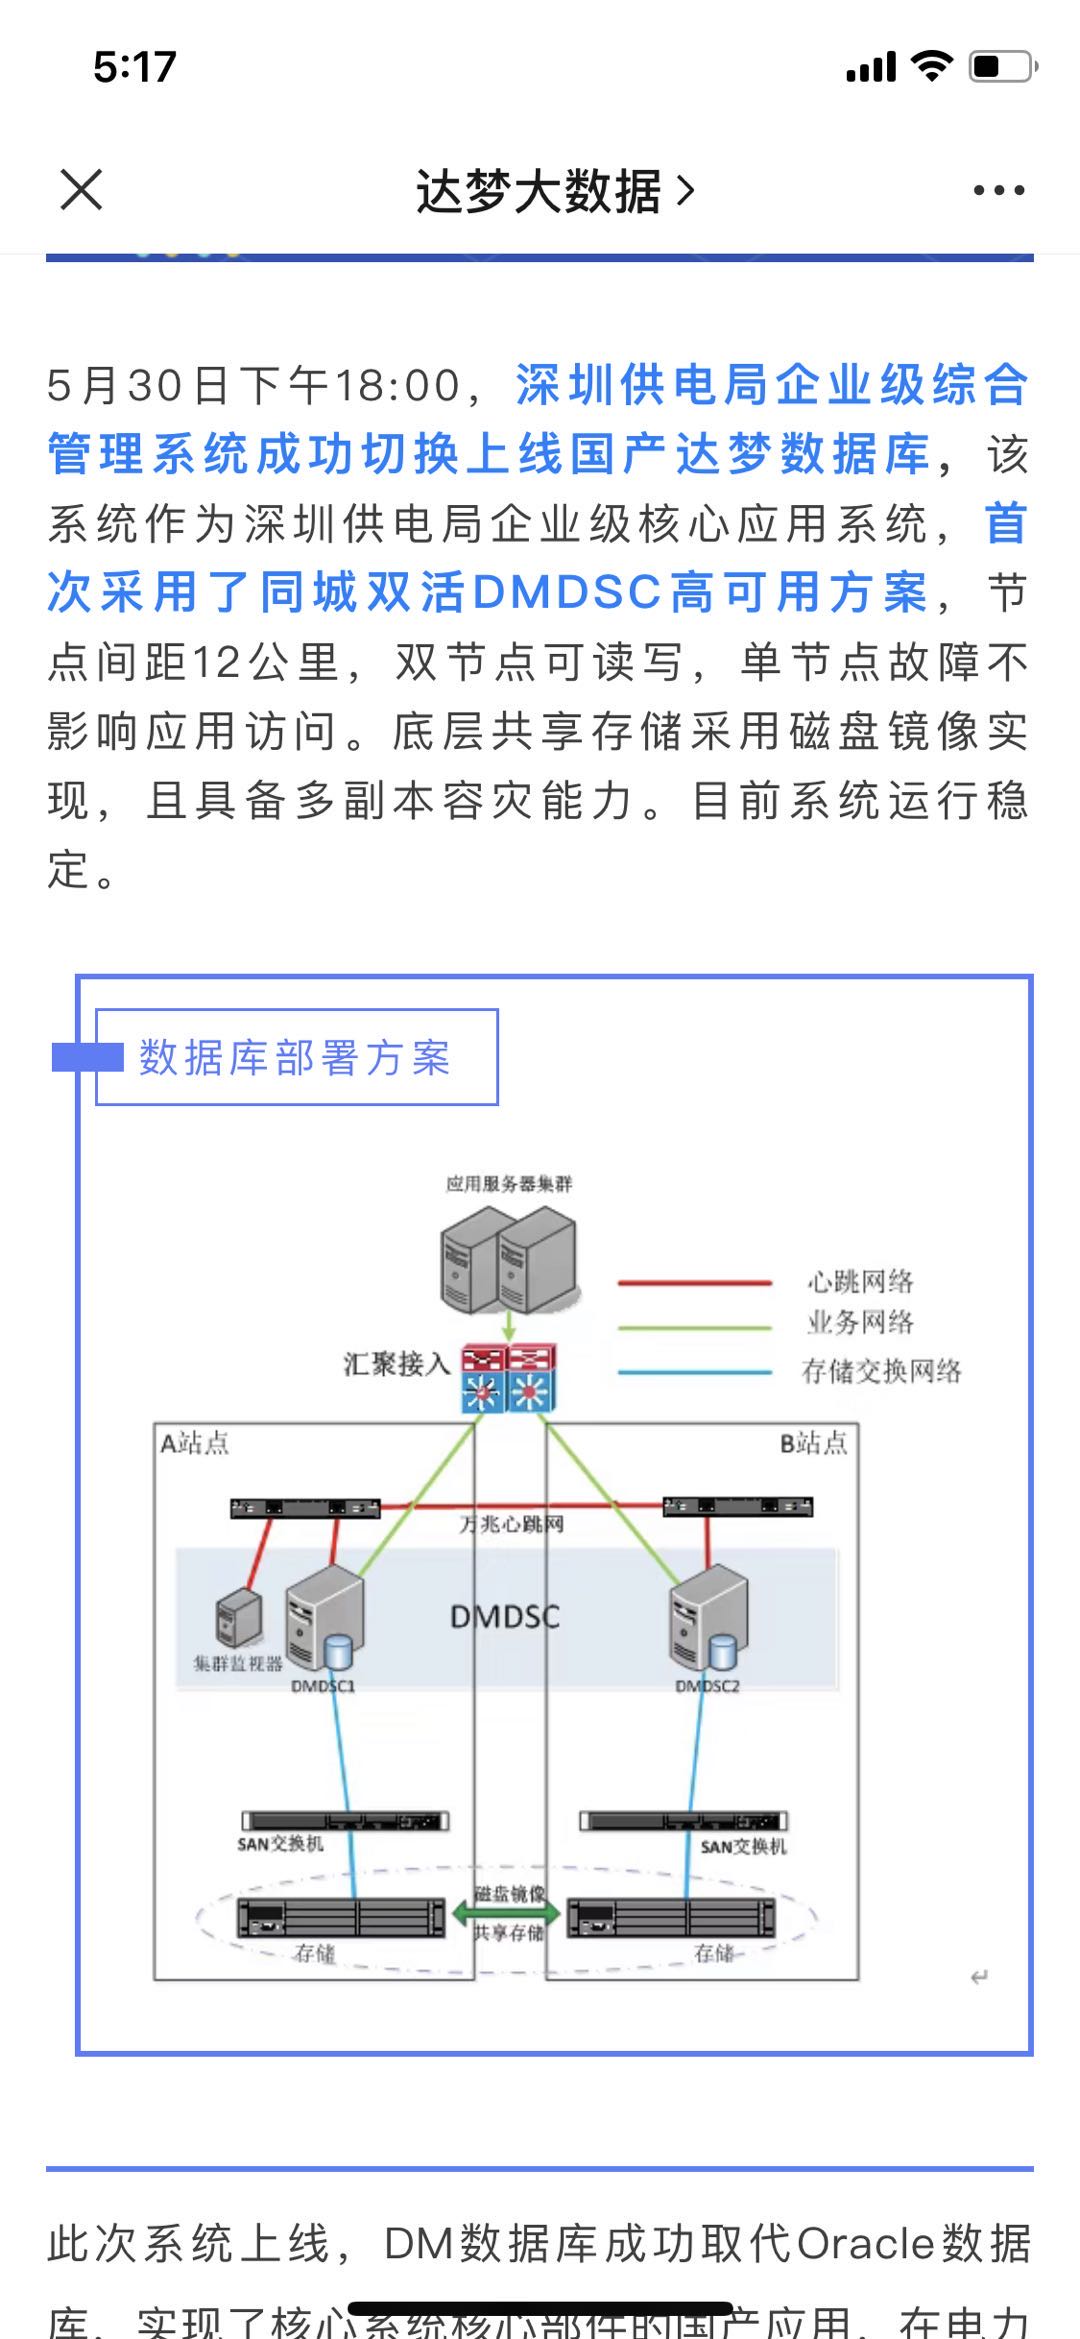 5:17
达梦大数据
5月30日下午18:00，深圳供电局企业级综合
管理系统成功切换上线国产达梦数据库，该
系统作为深圳供电局企业级核心应用系统，首
次采用了同城双活DMDSC高可用方案，节
点间距12公里，双节点可读写，单节点故障不
影响应用访问。底层共享存储采用磁盘镜像实
现，且具备多副本容灾能力。目前系统运行稳
定。
数据库部署方案
应用服务器集群
心跳网络
业务网络
汇聚接入
存储交换网络
A站点
B站点
万兆心跳网
DMDSC
集群监视器
DMDSC1
DMDSC2
SAN交换机
SAN交换机
磁盘镜像
共享存储
存储
存储
此次系统上线，DM数据库成功取代Oracle数据
库，实现了核心系统核心部件的国产应用，在电力